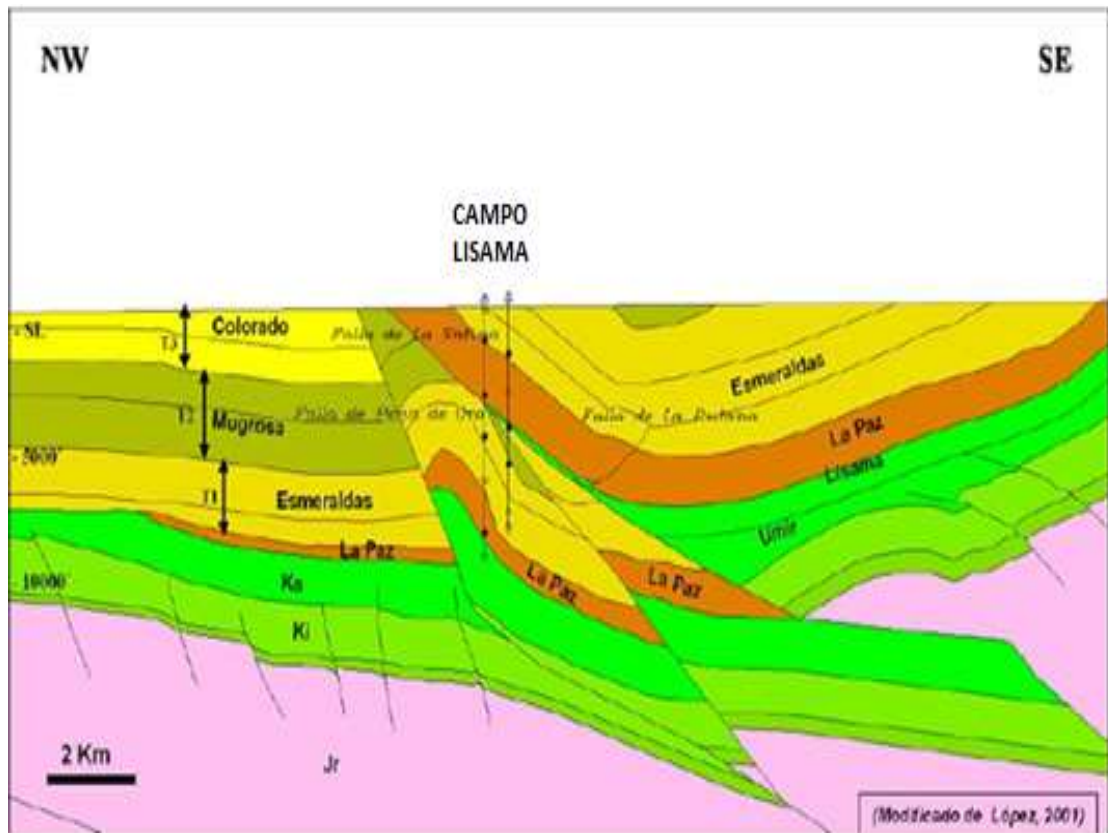 NW
SE
CAMPO
LISAMA
- SL
T3
Colorado
Falla de La
T2
Mugrosa
Falla de Peña de Oro
Falla de La
Esmeraldas
La Paz
Lisama
Umir
- 5000
T1
Esmeraldas
La Paz
La Paz
La Paz
- 10000
Ks
Ki
2 Km
Jr
(Modificado de López, 2001)